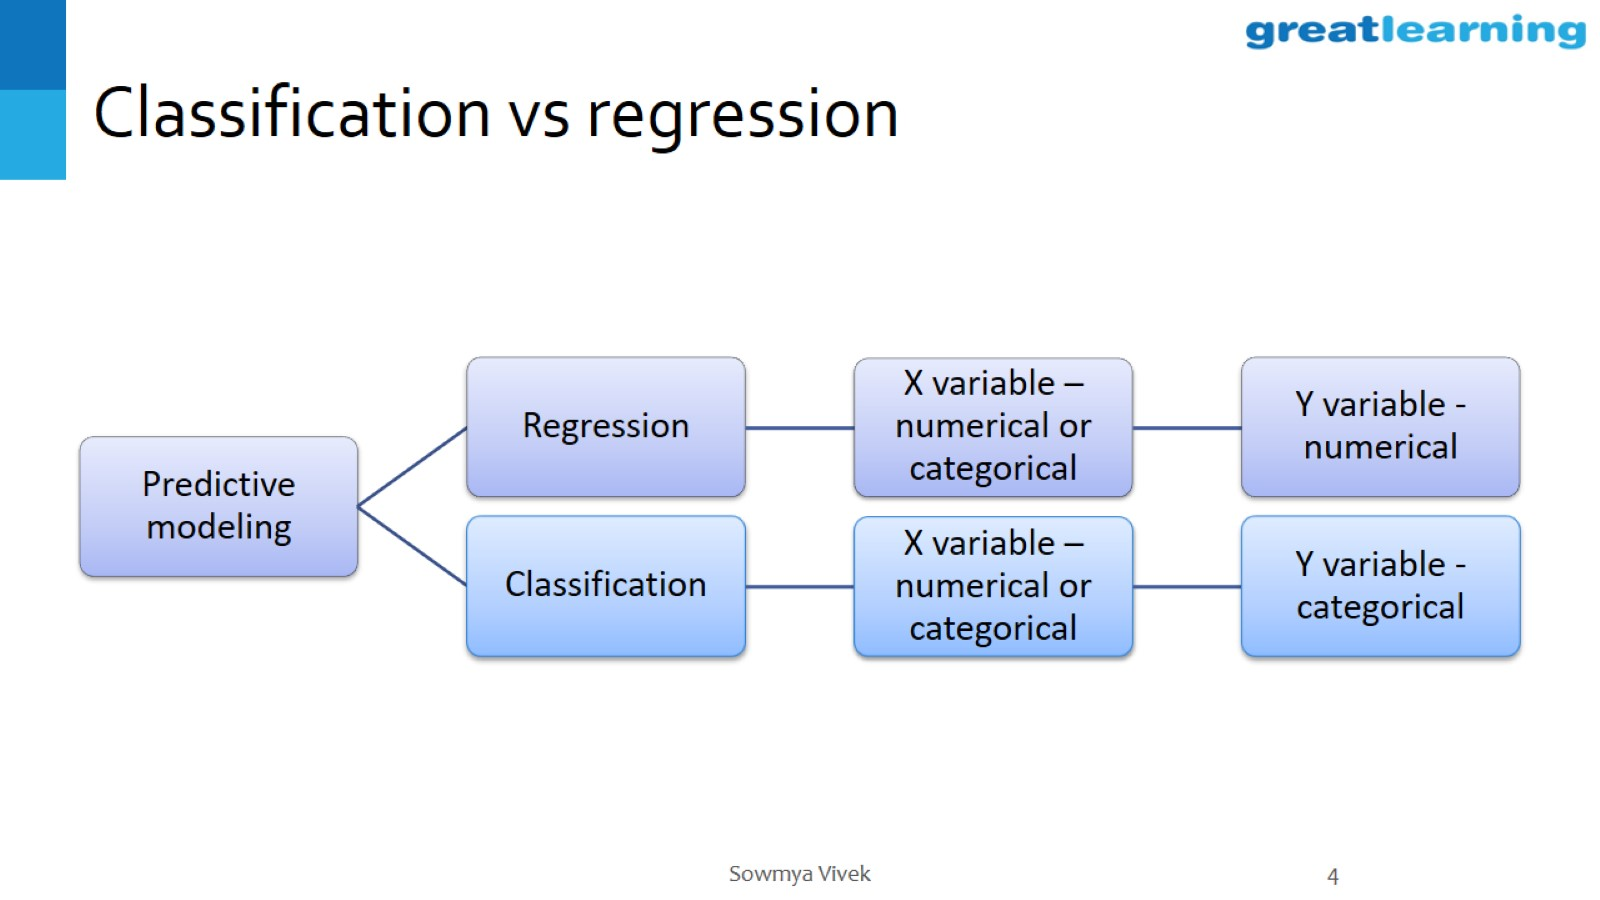 greatlearning
Classification vs regression
Predictive
modeling
Regression
X variable –
numerical or
categorical
Y variable -
numerical
Classification
X variable –
numerical or
categorical
Y variable -
categorical
Sowmya Vivek
4